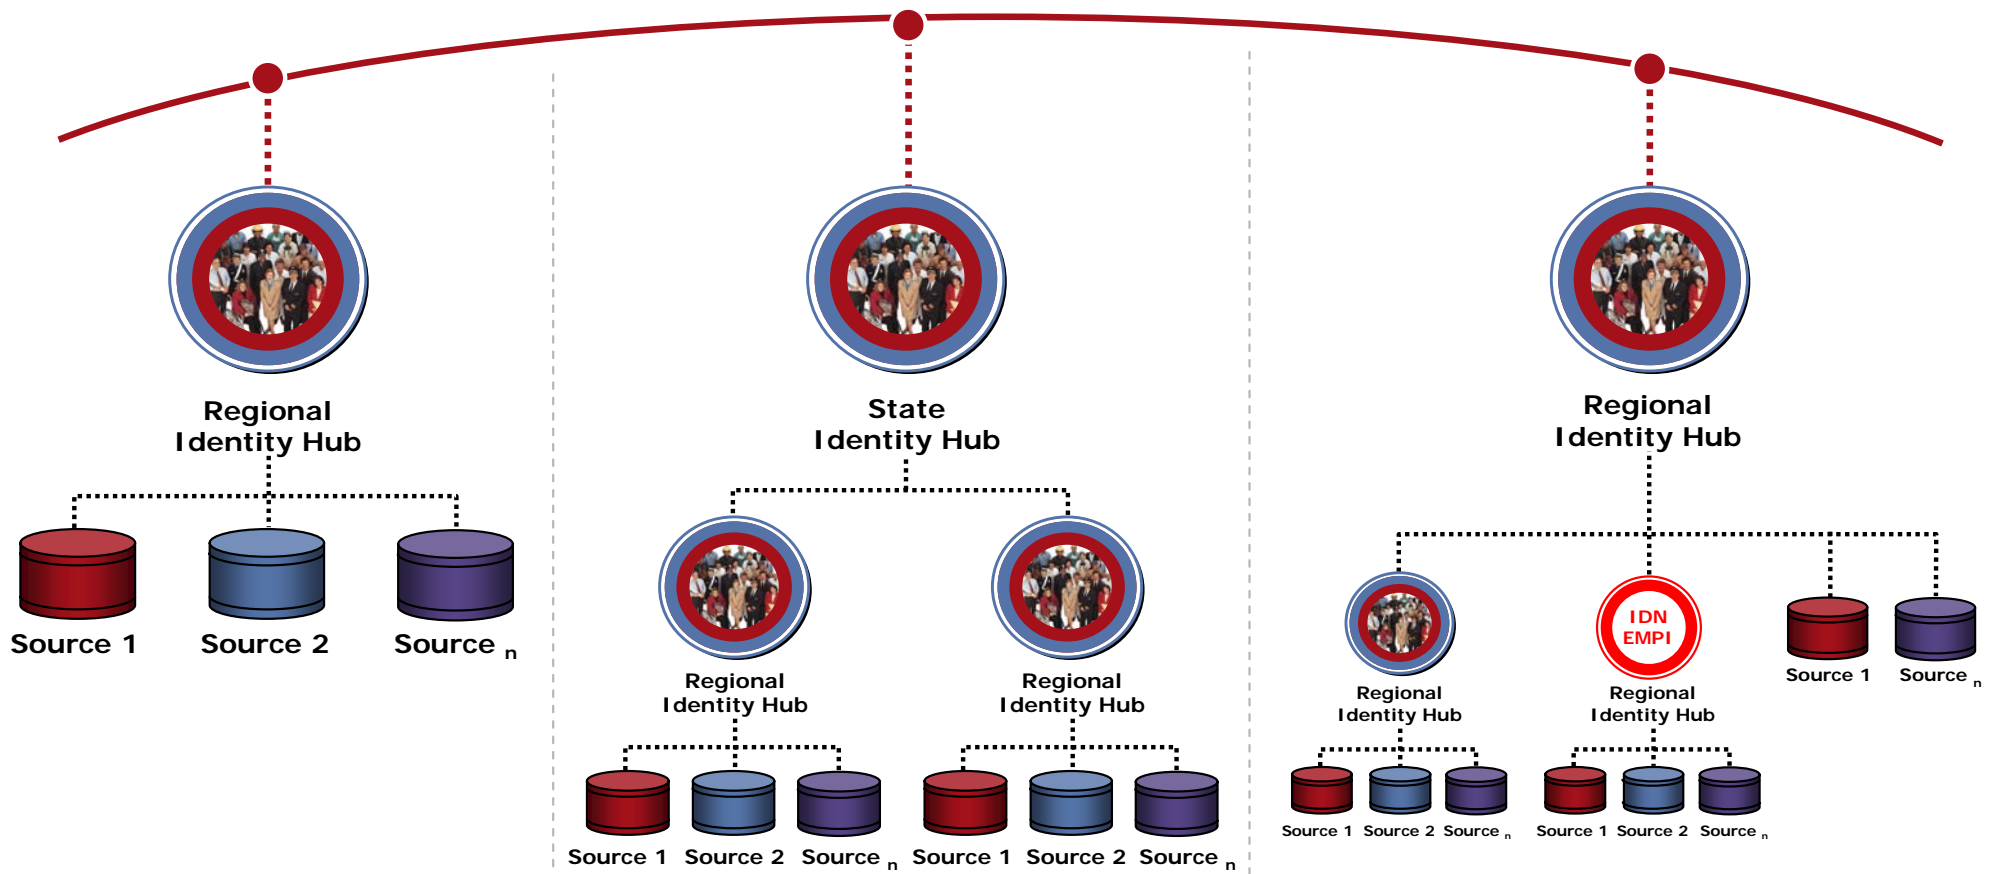 Regional
Identity Hub
Source 1
Source 2
Source n
State
Identity Hub
Regional
Identity Hub
Source 1
Source 2
Source n
Regional
Identity Hub
Source 1
Source 2
Source n
Regional
Identity Hub
Regional
Identity Hub
Source 1
Source 2
Source n
IDN
EMPI
Regional
Identity Hub
Source 1
Source 2
Source n
Source 1
Source n